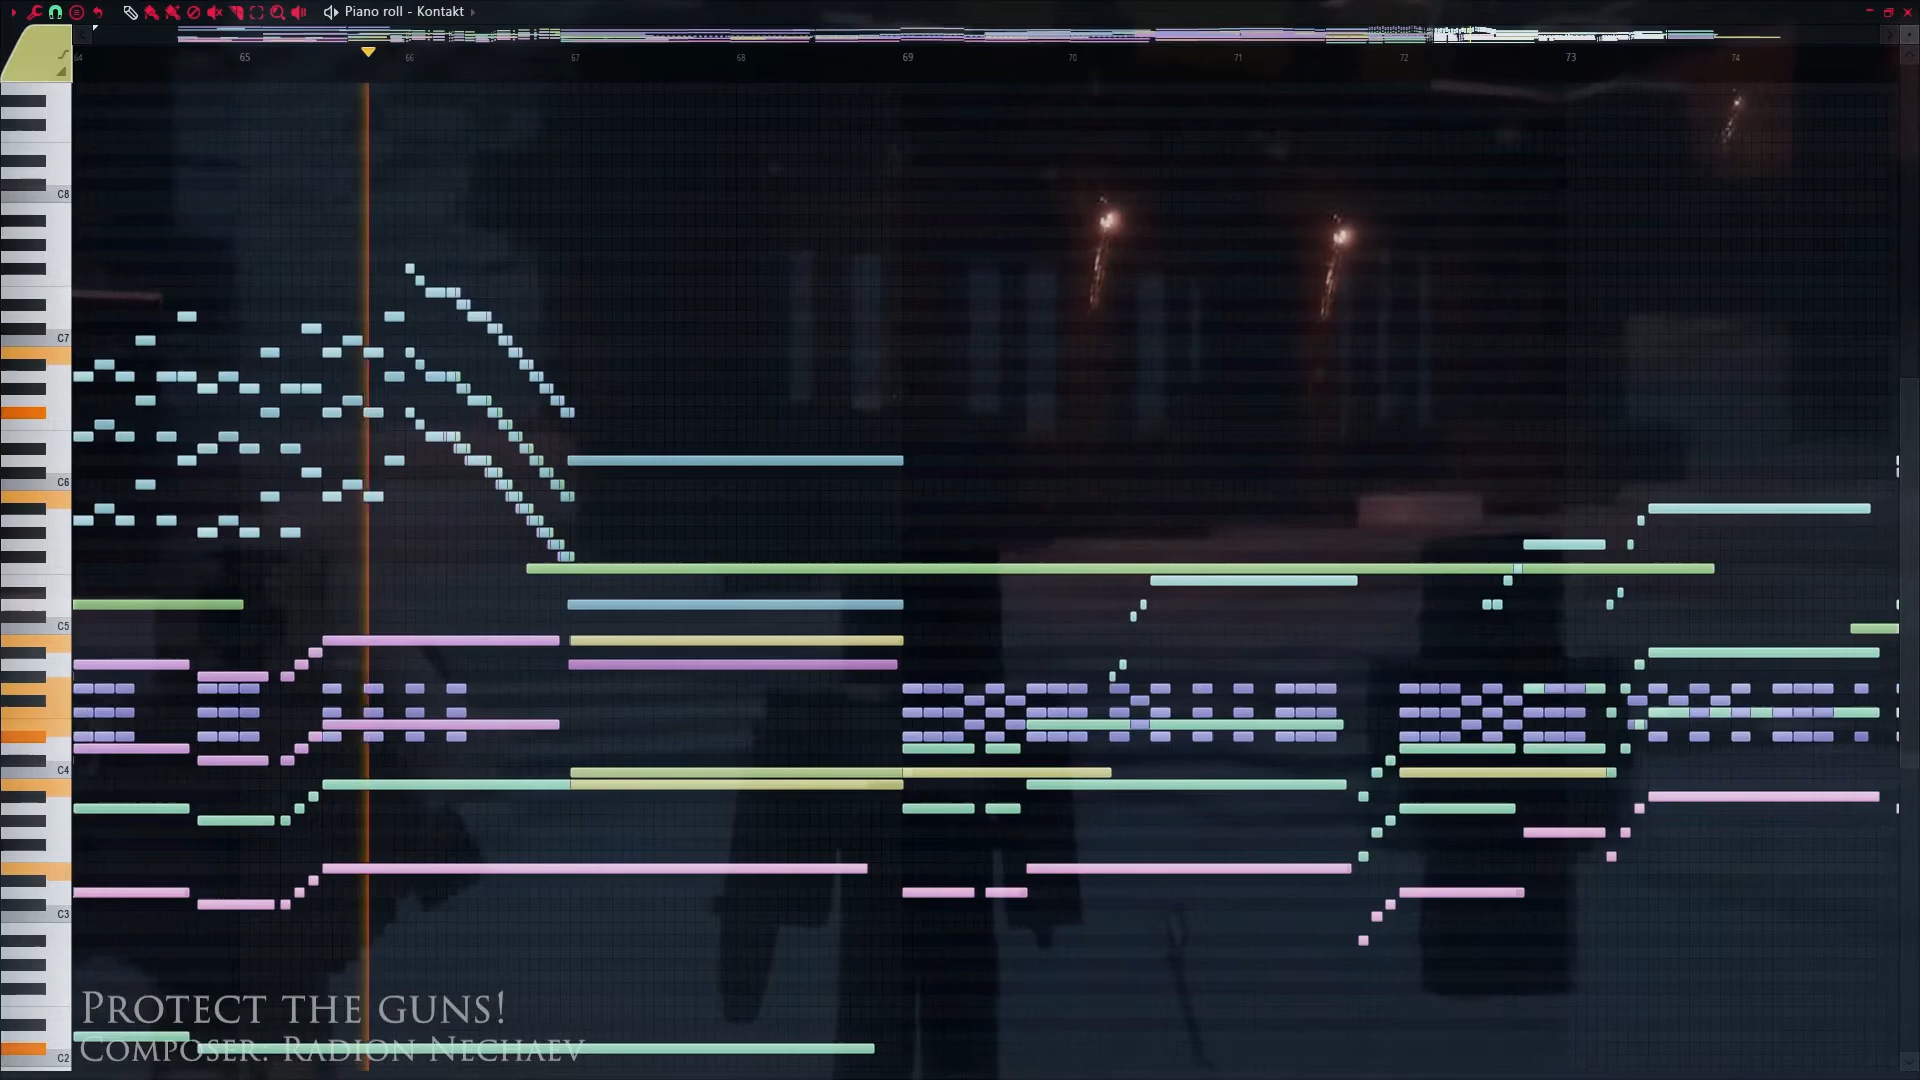 Piano roll - Kontakt
64 65 66 67 68 69 70 71 72 73 74
C8
C7
C6
C5
C4
C3
C2
PROTECT THE GUNS!
COMPOSER: RADION NECHAEV